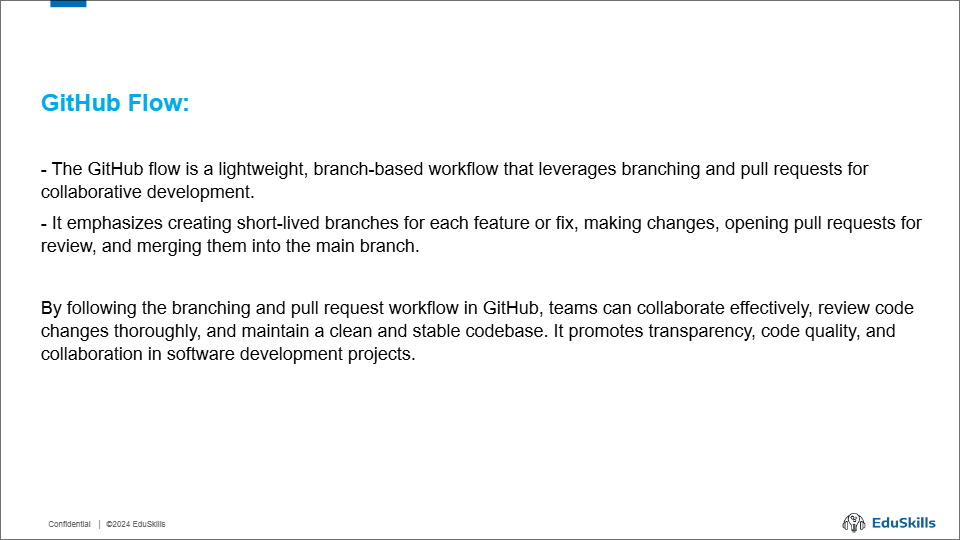 GitHub Flow:
- The GitHub flow is a lightweight, branch-based workflow that leverages branching and pull requests for
collaborative development.
- It emphasizes creating short-lived branches for each feature or fix, making changes, opening pull requests for
review, and merging them into the main branch.
By following the branching and pull request workflow in GitHub, teams can collaborate effectively, review code
changes thoroughly, and maintain a clean and stable codebase. It promotes transparency, code quality, and
collaboration in software development projects.
Confidential | ©2024 EduSkills
EduSkills